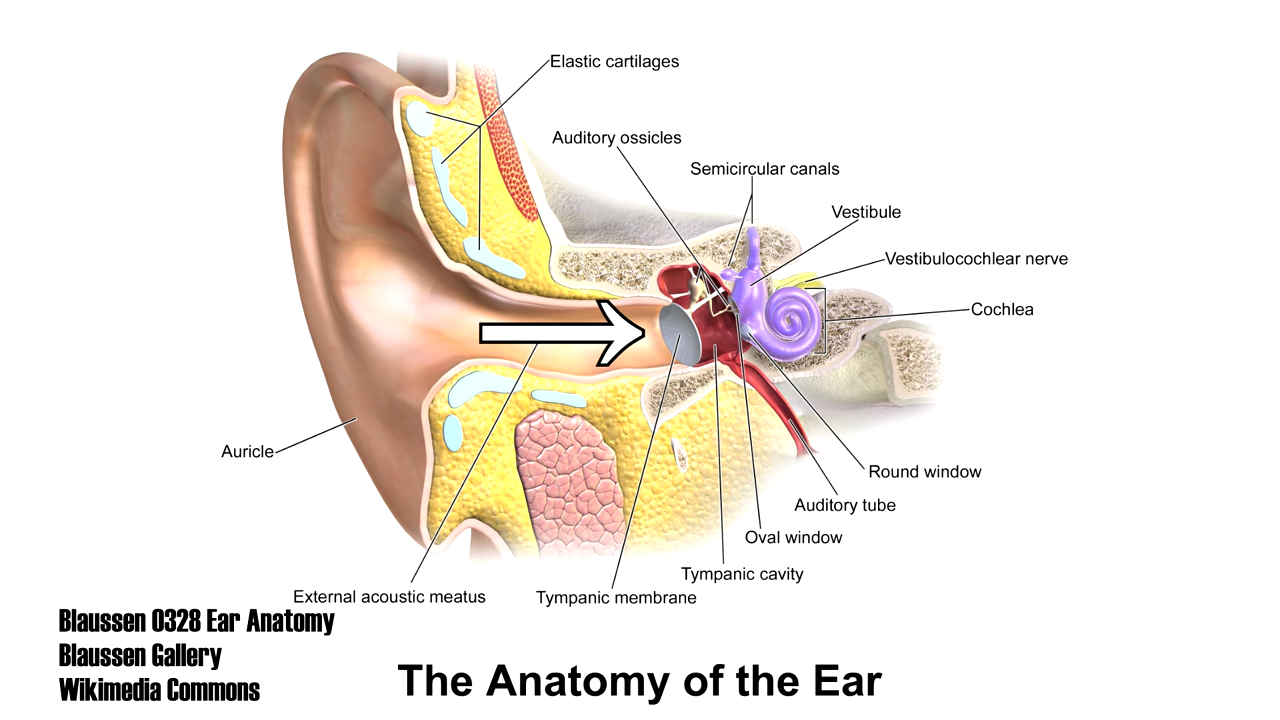 Elastic cartilages
Auditory ossicles
Semicircular canals
Vestibule
Vestibulocochlear nerve
Cochlea
Auricle
Round window
Auditory tube
Oval window
Tympanic cavity
External acoustic meatus
Tympanic membrane
Blaussen 0328 Ear Anatomy
Blaussen Gallery
Wikimedia Commons
The Anatomy of the Ear